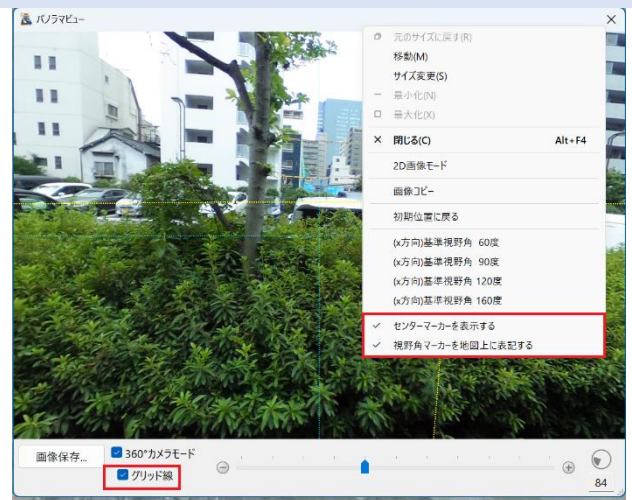 パノラマビュー
元のサイズに戻す(R)
移動(M)
サイズ変更(S)
最小化(N)
最大化(X)
閉じる(C) Alt+F4
2D画像モード
画像コピー
初期位置に戻る
(x方向)基準視野角 60度
(x方向)基準視野角 90度
(x方向)基準視野角 120度
(x方向)基準視野角 160度
センターマーカーを表示する
視野角マーカーを地図上に表記する
画像保存...
360°カメラモード
グリッド線
84